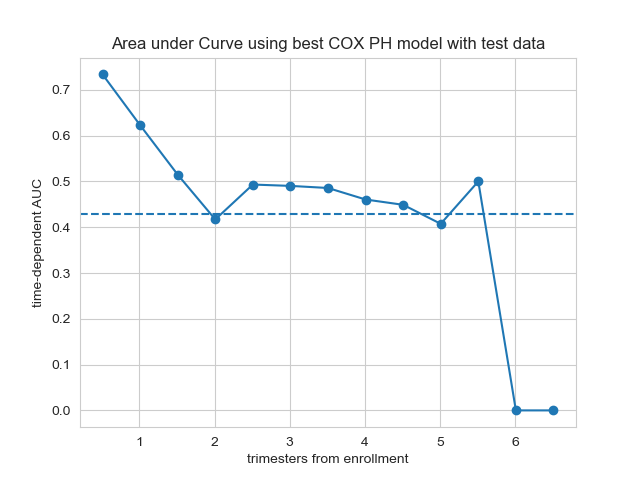 Area under Curve using best COX PH model with test data
time-dependent AUC
0.7
0.6
0.5
0.4
0.3
0.2
0.1
0.0
1 2 3 4 5 6
trimesters from enrollment